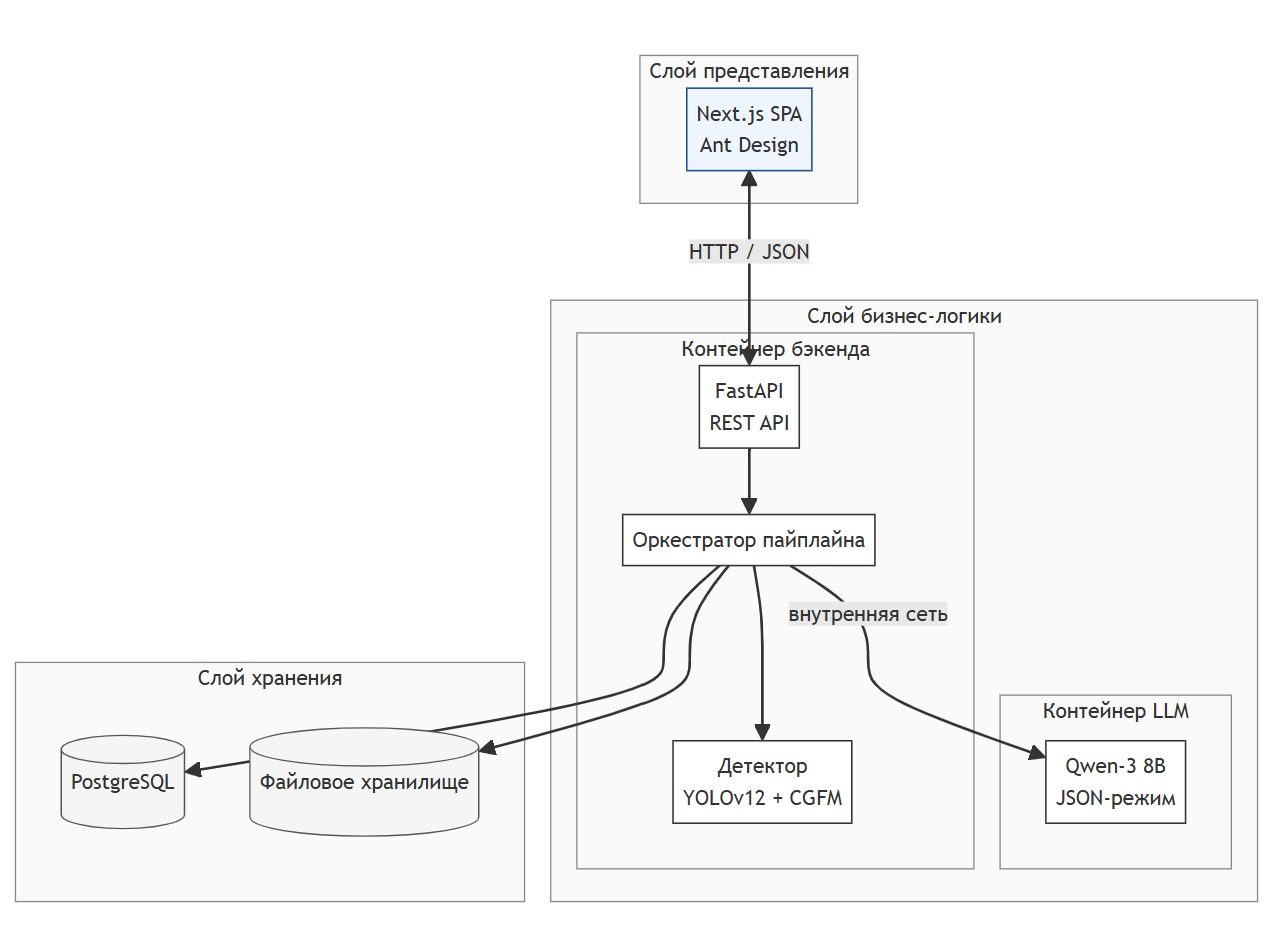 Слой представления
Next.js SPA
Ant Design
HTTP / JSON
Слой бизнес-логики
Контейнер бэкенда
FastAPI
REST API
Оркестратор пайплайна
внутренняя сеть
Слой хранения
PostgreSQL
Файловое хранилище
Детектор
YOLOv12 + CGFM
Контейнер LLM
Qwen-3 8B
JSON-режим